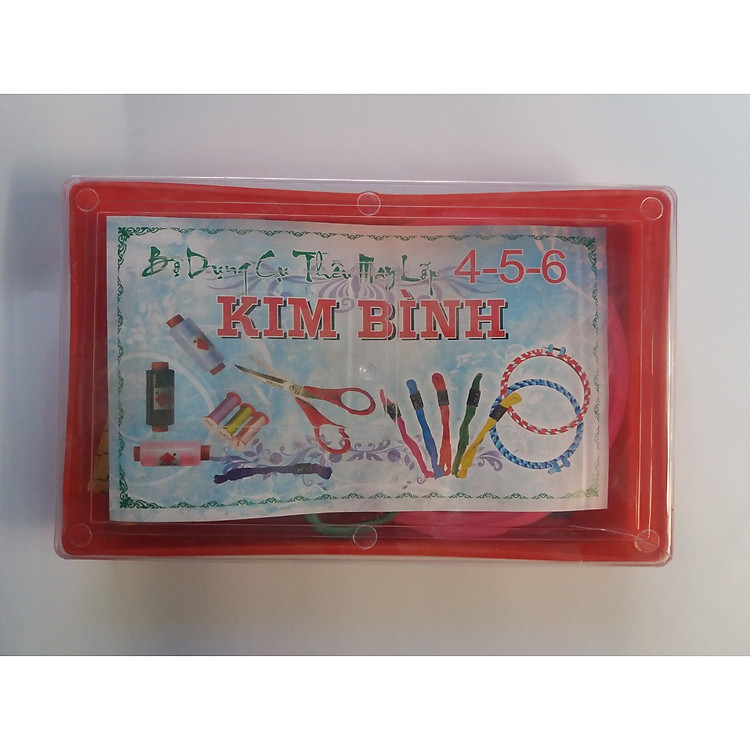 Bộ Dụng Cụ Thêu May Lớp 4-5-6
KIM BÌNH